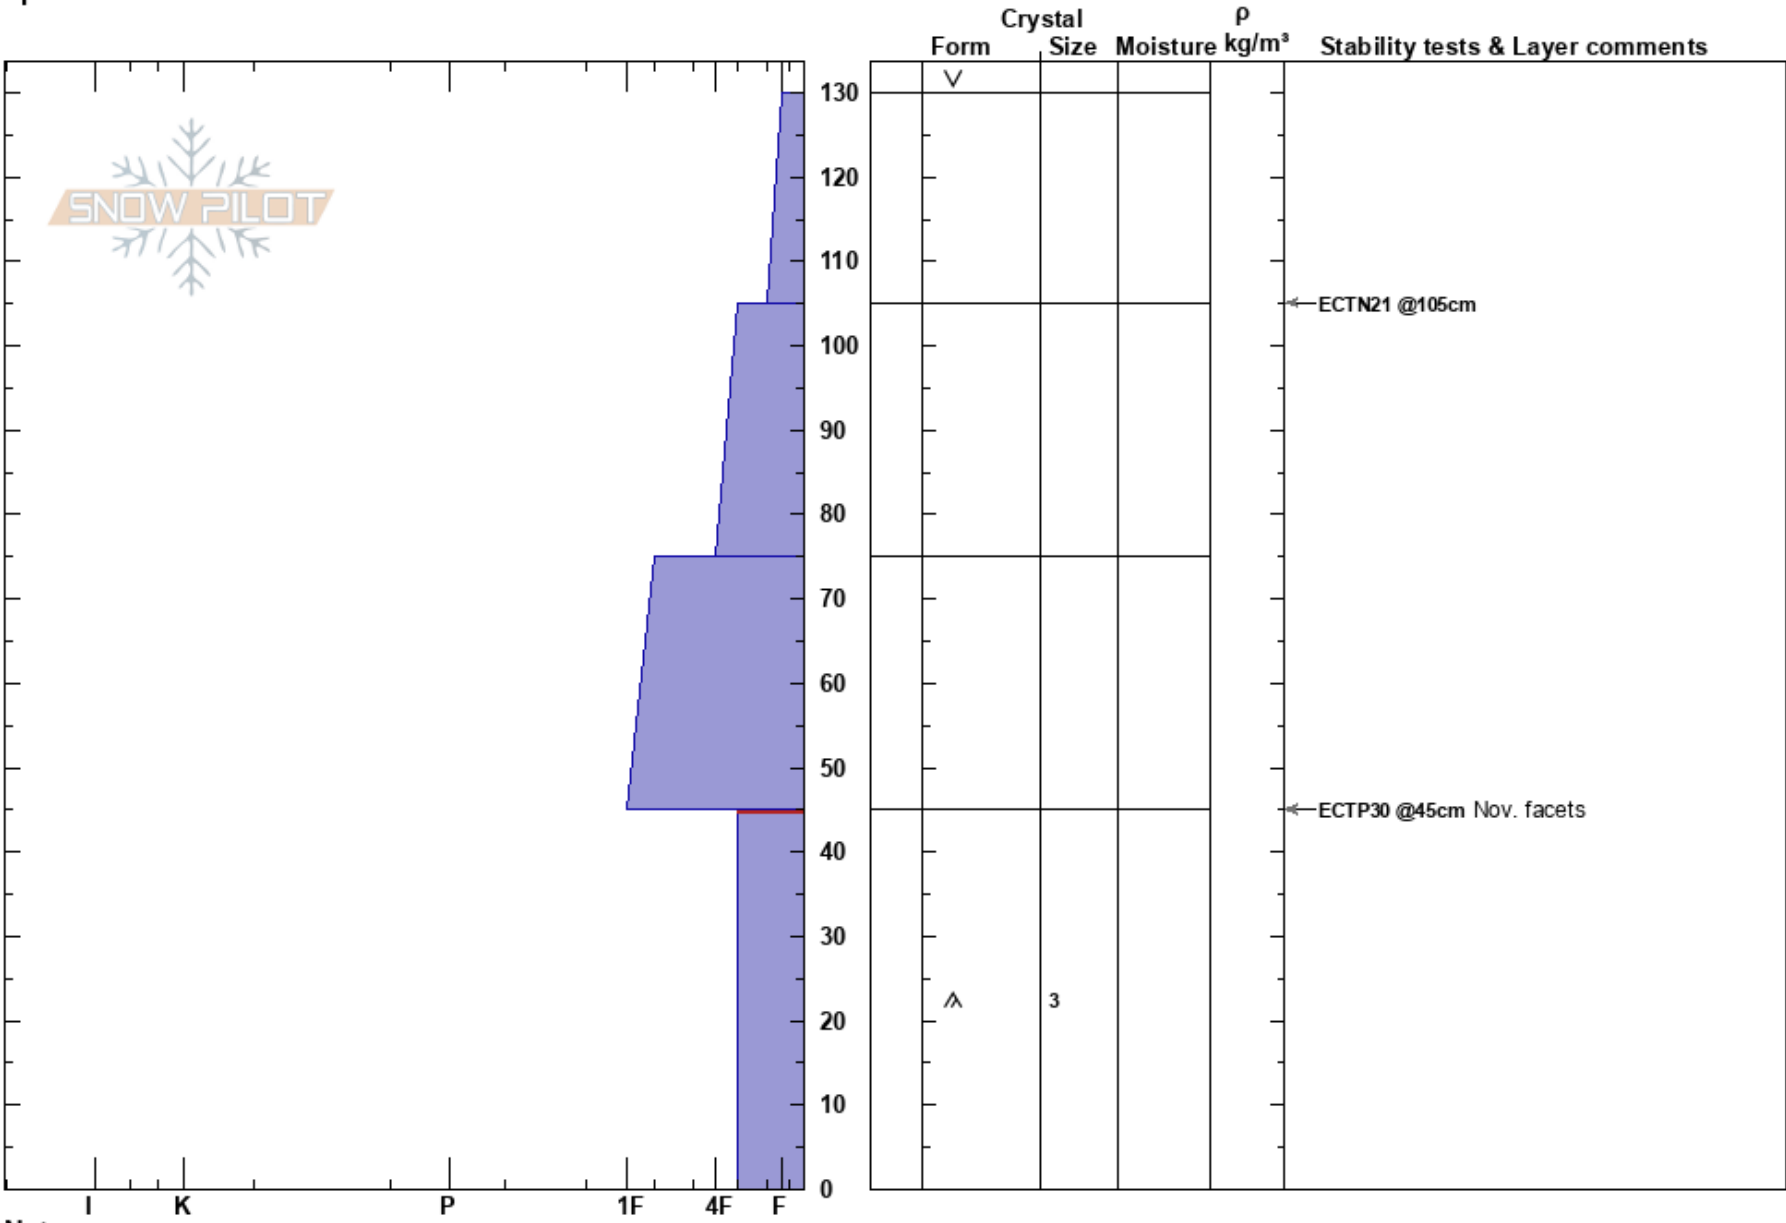 Crystal
ρ
Form Size Moisture kg/m³ Stability tests & Layer comments
SNOW PILOT
130
120
110
ECTN21 @105cm
100
90
80
70
60
50
ECTP30 @45cm Nov. facets
40
30
3
20
10
0
I K P 1F 4F F